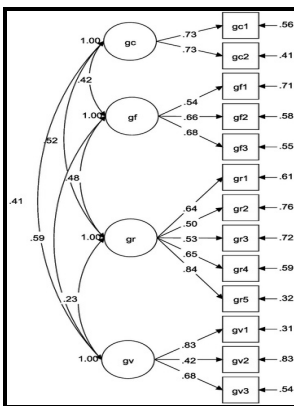 1.00 gc .73 gc1 .56
.73 gc2 .41
.42
.54 gf1 .71
1.00 gf .66 gf2 .58
.68 gf3 .55
.52
.48
.64 gr1 .61
.41
.50 gr2 .76
1.00 gr .53 gr3 .72
.59
.65 gr4 .59
.84 gr5 .32
.23
.83 gv1 .31
1.00 gv .42 gv2 .83
.68 gv3 .54